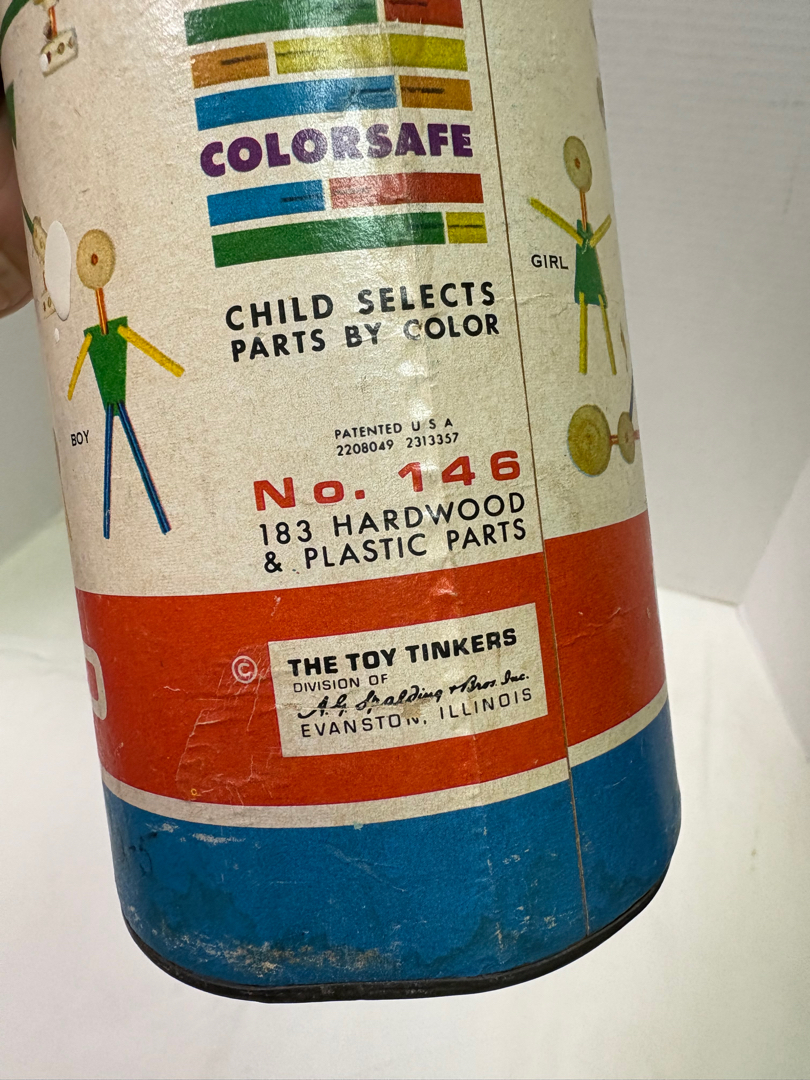 COLORSAFE
CHILD SELECTS
PARTS BY COLOR
GIRL
BOY
PATENTED U S A
2208049 2313357
No. 146
183 HARDWOOD
& PLASTIC PARTS
© THE TOY TINKERS
DIVISION OF
A.G. Spalding & Bros. Inc.
EVANSTON, ILLINOIS